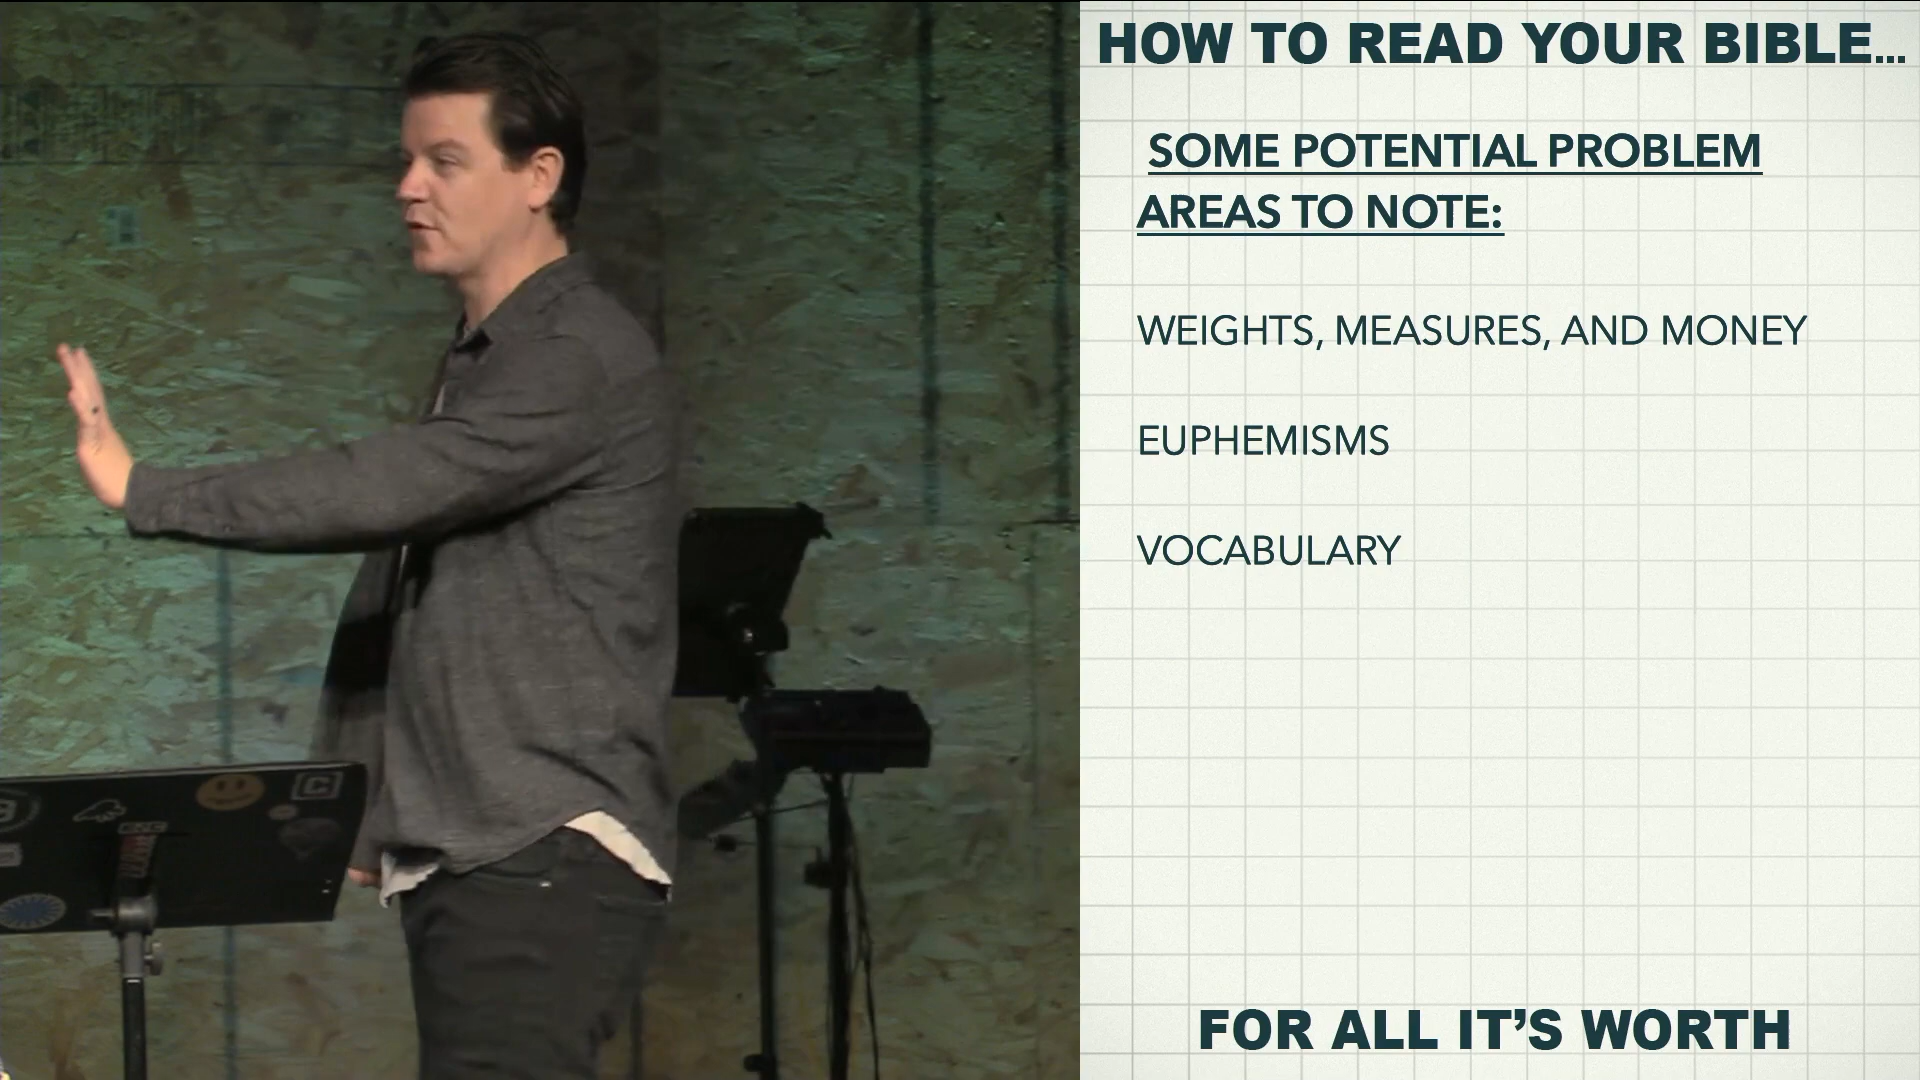 HOW TO READ YOUR BIBLE...
SOME POTENTIAL PROBLEM
AREAS TO NOTE:
WEIGHTS, MEASURES, AND MONEY
EUPHEMISMS
VOCABULARY
FOR ALL IT'S WORTH